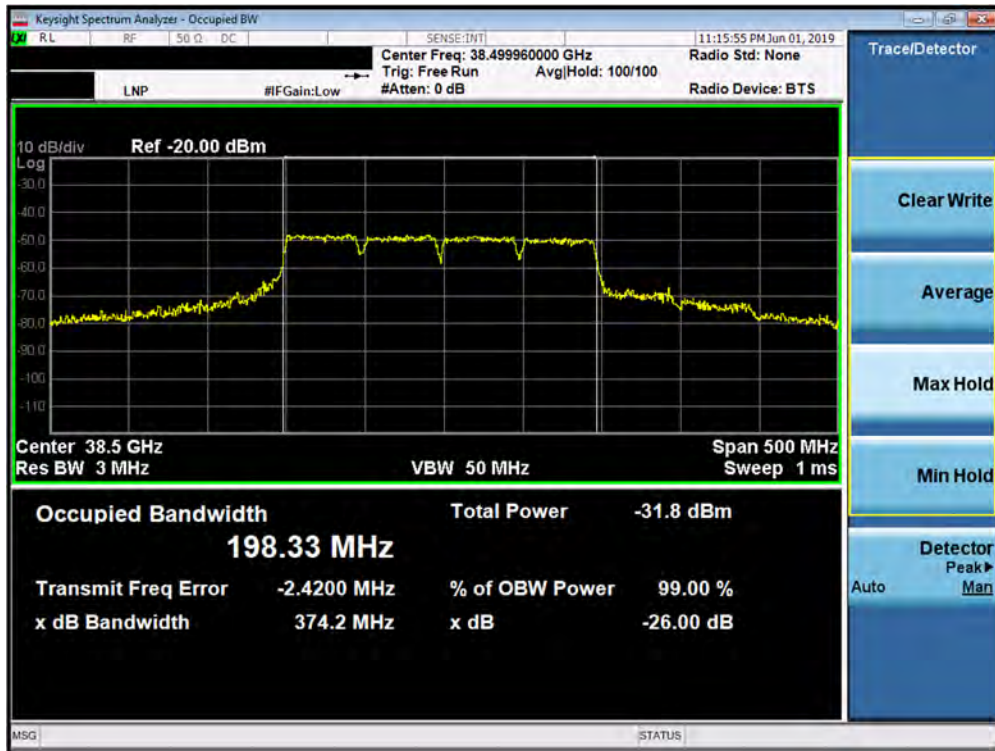 Keysight Spectrum Analyzer - Occupied BW
LXI RL RF 50 Ω DC SENSE:INT 11:15:55 PM Jun 01, 2019
Center Freq: 38.499960000 GHz Radio Std: None
Trig: Free Run Avg|Hold: 100/100
LNP #IFGain:Low #Atten: 0 dB Radio Device: BTS
10 dB/div Ref -20.00 dBm
Log
-30.0
-40.0
-50.0
-60.0
-70.0
-80.0
-90.0
-100
-110
Center 38.5 GHz Span 500 MHz
Res BW 3 MHz VBW 50 MHz Sweep 1 ms
Occupied Bandwidth Total Power -31.8 dBm
198.33 MHz
Transmit Freq Error -2.4200 MHz % of OBW Power 99.00 %
x dB Bandwidth 374.2 MHz x dB -26.00 dB
MSG STATUS
Trace/Detector
Clear Write
Average
Max Hold
Min Hold
Detector
Peak▶
Auto Man